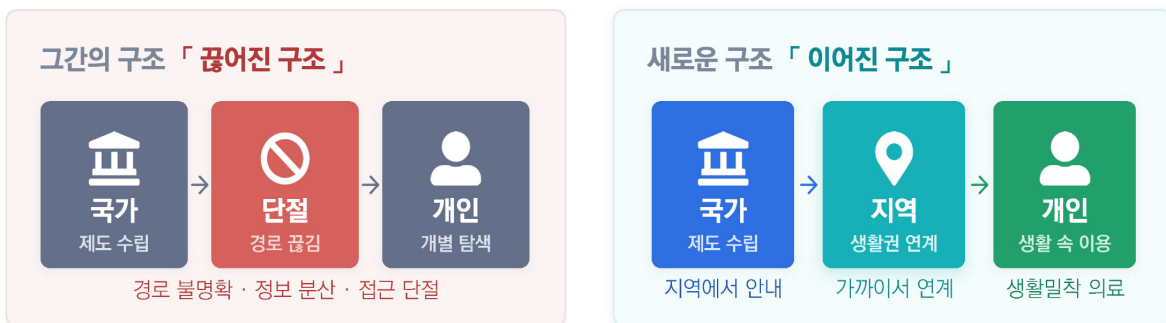 그간의 구조 「 끊어진 구조 」
국가
제도 수립
단절
경로 끊김
개인
개별 탐색
경로 불명확 · 정보 분산 · 접근 단절
새로운 구조 「 이어진 구조 」
국가
제도 수립
지역에서 안내
지역
생활권 연계
가까이서 연계
개인
생활 속 이용
생활밀착 의료